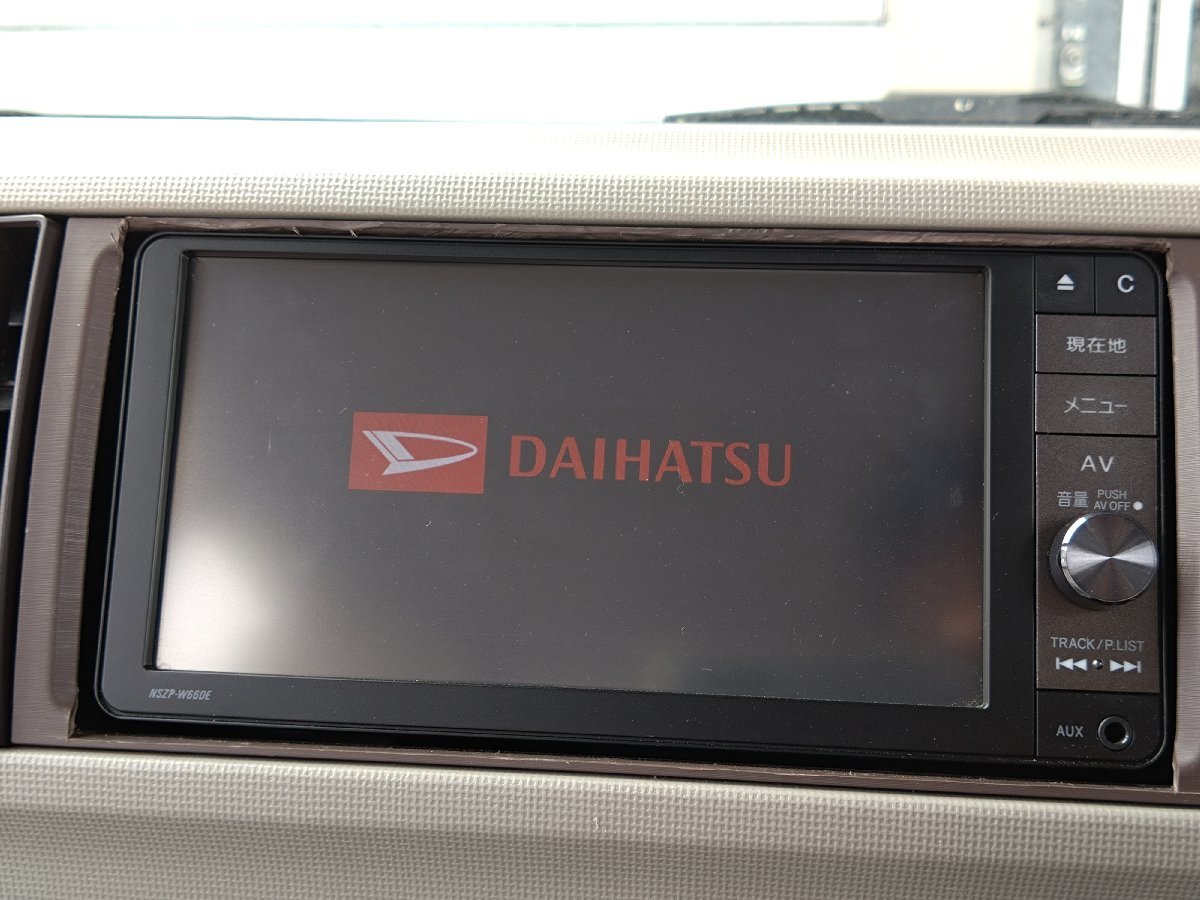 DAIHATSU
C
現在地
メニュー
AV
音量 PUSH AV OFF
TRACK/P.LIST
AUX
NSZP-W66DE